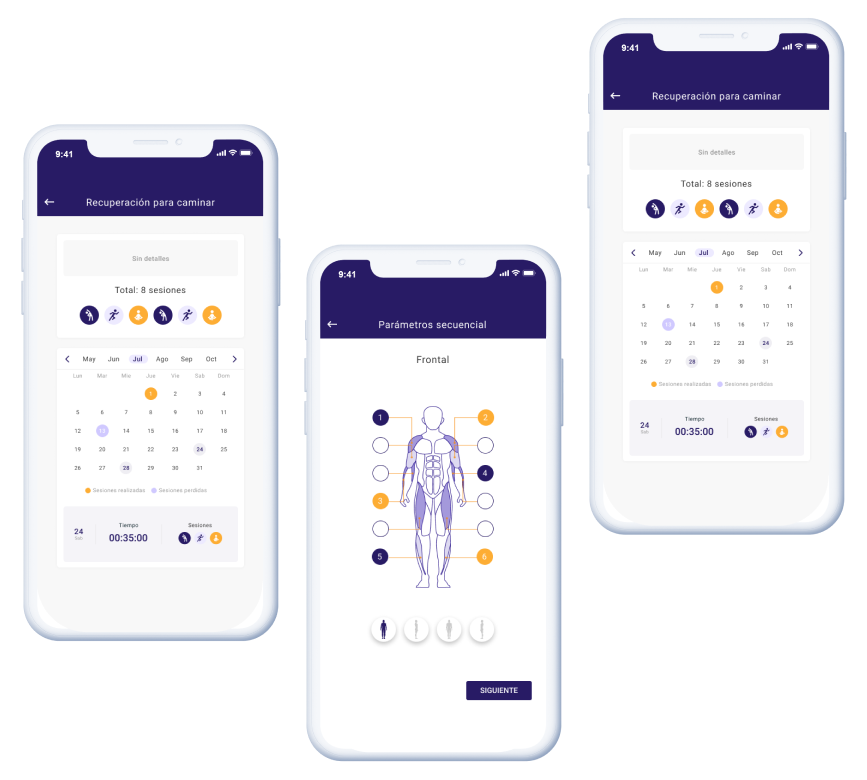 9:41
Recuperación para caminar
Sin detalles
Total: 8 sesiones
May Jun Jul Ago Sep Oct
Lun Mar Mie Jue Vie Sab Dom
1 2 3 4
5 6 7 8 9 10 11
12 13 14 15 16 17 18
19 20 21 22 23 24 25
26 27 28 29 30 31
Sesiones realizadas Sesiones perdidas
Tiempo Sesiones
24 00:35:00
Sab
9:41
Parámetros secuencial
Frontal
1 2
4
3
5 6
SIGUIENTE
9:41
Recuperación para caminar
Sin detalles
Total: 8 sesiones
May Jun Jul Ago Sep Oct
Lun Mar Mie Jue Vie Sab Dom
1 2 3 4
5 6 7 8 9 10 11
12 13 14 15 16 17 18
19 20 21 22 23 24 25
26 27 28 29 30 31
Sesiones realizadas Sesiones perdidas
Tiempo Sesiones
24 00:35:00
Sab